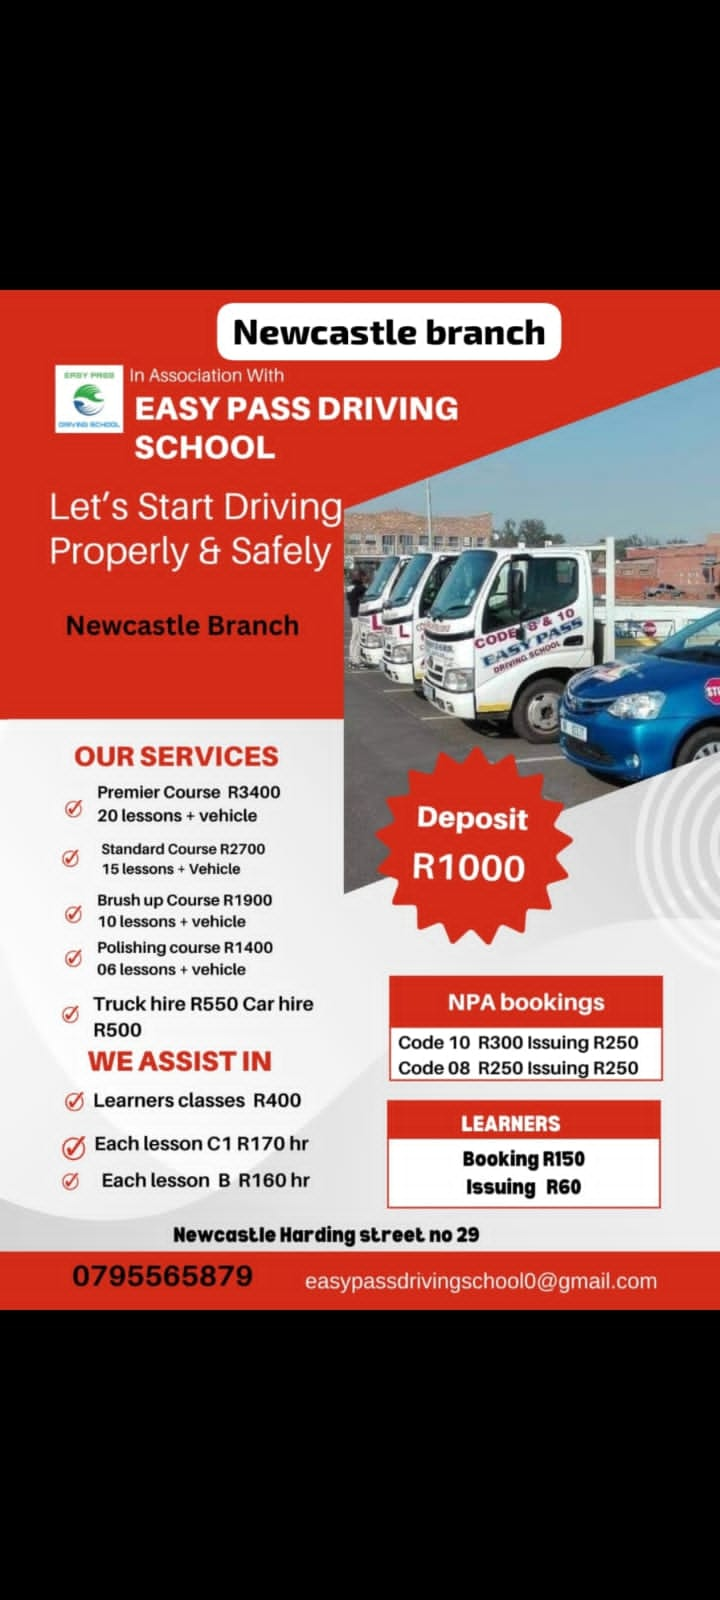 Newcastle branch
EASY PASS
DRIVING SCHOOL
In Association With
EASY PASS DRIVING
SCHOOL
Let's Start Driving
Properly & Safely
Newcastle Branch
L
L
CODE 8 & 10
EASY PASS
DRIVING SCHOOL
OUR SERVICES
Premier Course R3400
20 lessons + vehicle
Standard Course R2700
15 lessons + Vehicle
Brush up Course R1900
10 lessons + vehicle
Polishing course R1400
06 lessons + vehicle
Truck hire R550 Car hire
R500
Deposit
R1000
WE ASSIST IN
Learners classes R400
Each lesson C1 R170 hr
Each lesson B R160 hr
NPA bookings
Code 10 R300 Issuing R250
Code 08 R250 Issuing R250
LEARNERS
Booking R150
Issuing R60
Newcastle Harding street no 29
0795565879
easypassdrivingschool0@gmail.com